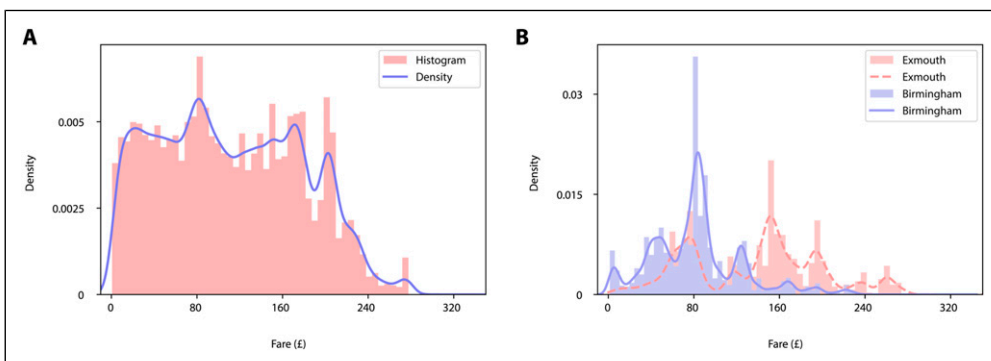 A
Histogram
Density
0.005
0.0025
0
Density
0 80 160 240 320
Fare (£)
B
Exmouth
Exmouth
Birmingham
Birmingham
0.03
0.015
0
Density
0 80 160 240 320
Fare (£)